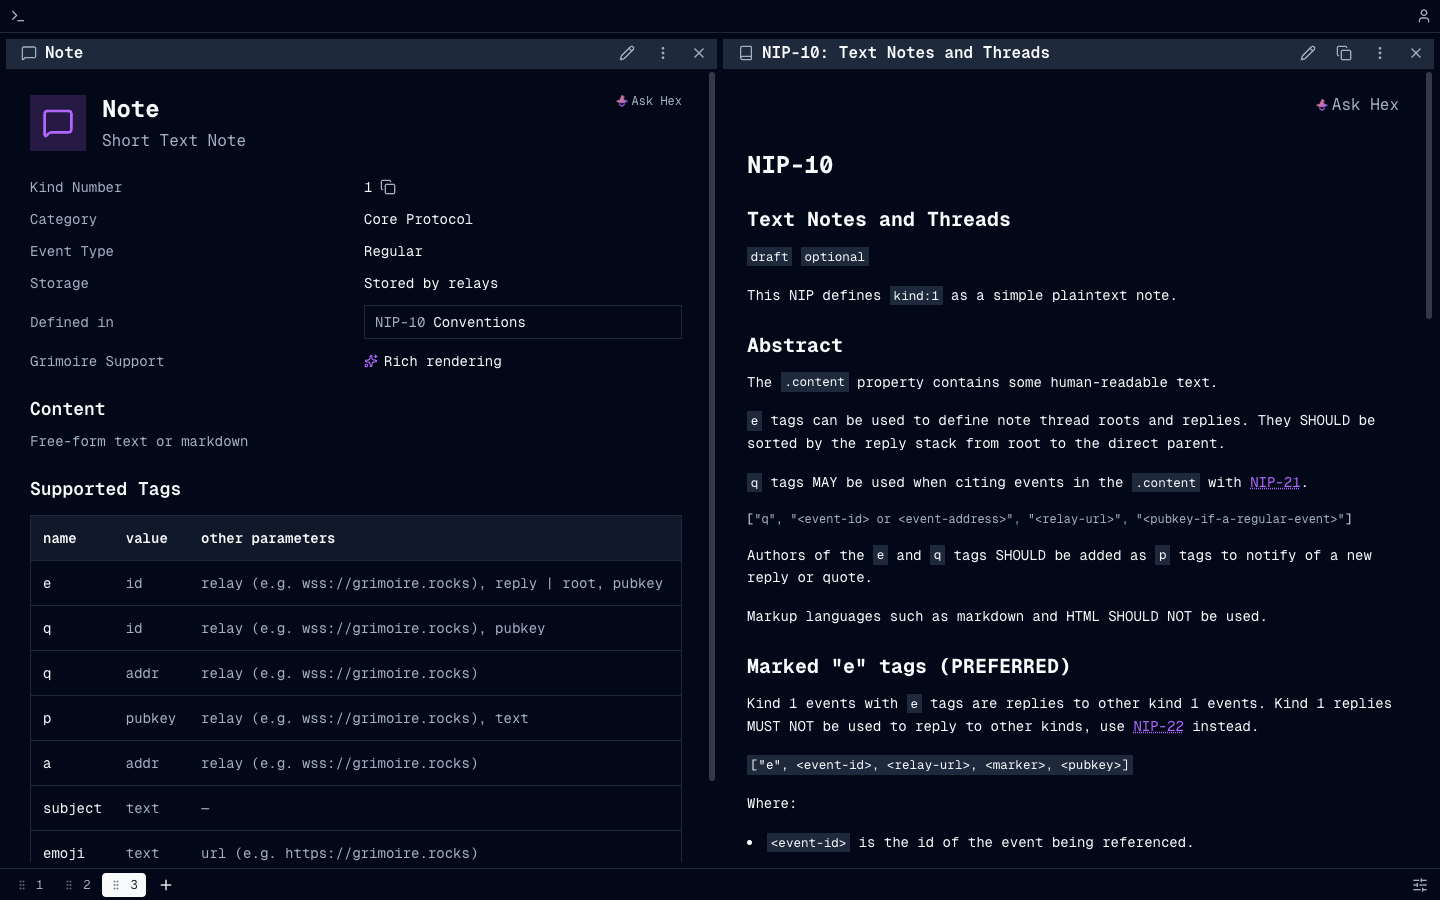 Note
NIP-10: Text Notes and Threads
Note
Short Text Note
Ask Hex
Kind Number 1
Category Core Protocol
Event Type Regular
Storage Stored by relays
Defined in NIP-10 Conventions
Grimoire Support Rich rendering
Content
Free-form text or markdown
Supported Tags
name value other parameters
e id relay (e.g. wss://grimoire.rocks), reply | root, pubkey
q id relay (e.g. wss://grimoire.rocks), pubkey
q addr relay (e.g. wss://grimoire.rocks)
p pubkey relay (e.g. wss://grimoire.rocks), text
a addr relay (e.g. wss://grimoire.rocks)
subject text —
emoji text url (e.g. https://grimoire.rocks)
Ask Hex
NIP-10
Text Notes and Threads
draft optional
This NIP defines kind:1 as a simple plaintext note.
Abstract
The .content property contains some human-readable text.
e tags can be used to define note thread roots and replies. They SHOULD be
sorted by the reply stack from root to the direct parent.
q tags MAY be used when citing events in the .content with NIP-21.
["q", "<event-id> or <event-address>", "<relay-url>", "<pubkey-if-a-regular-event>"]
Authors of the e and q tags SHOULD be added as p tags to notify of a new
reply or quote.
Markup languages such as markdown and HTML SHOULD NOT be used.
Marked "e" tags (PREFERRED)
Kind 1 events with e tags are replies to other kind 1 events. Kind 1 replies
MUST NOT be used to reply to other kinds, use NIP-22 instead.
["e", <event-id>, <relay-url>, <marker>, <pubkey>]
Where:
• <event-id> is the id of the event being referenced.
1 2 3 +